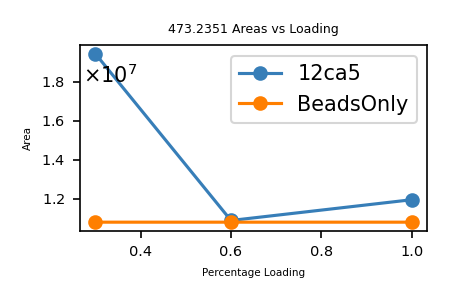 473.2351 Areas vs Loading
×10⁷
12ca5
BeadsOnly
Area
1.8
1.6
1.4
1.2
0.4 0.6 0.8 1.0
Percentage Loading